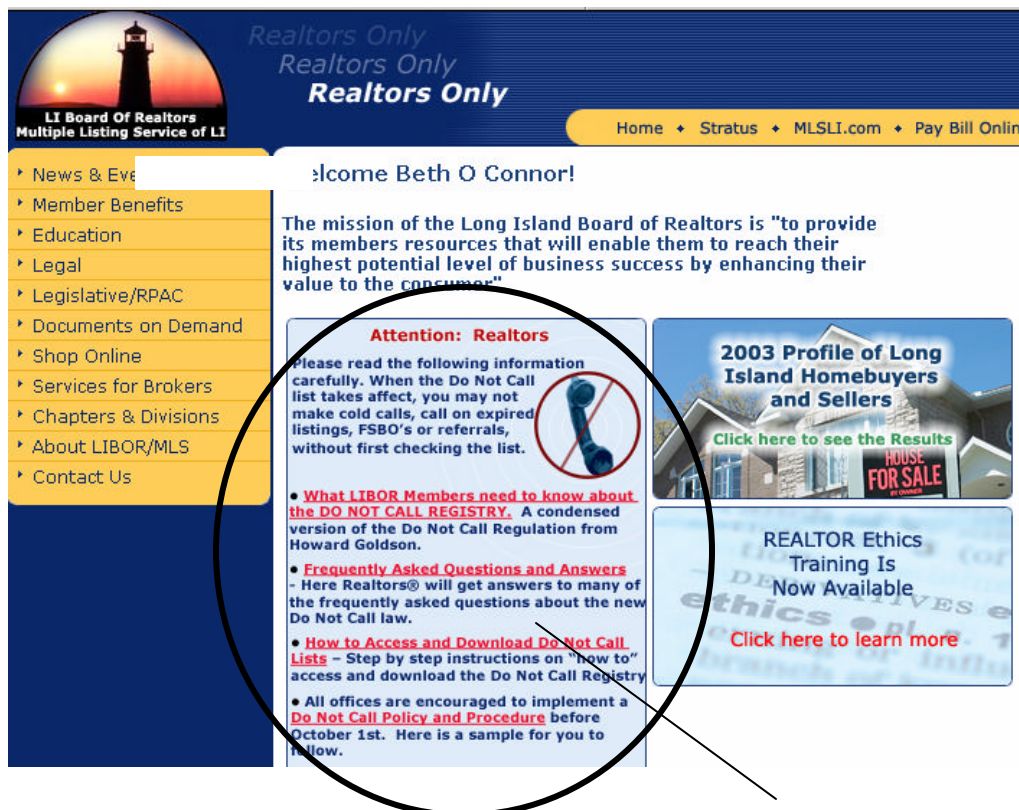 Realtors Only
Realtors Only
Realtors Only
LI Board Of Realtors
Multiple Listing Service of LI
Home ♦ Stratus ♦ MLSLI.com ♦ Pay Bill Onlin
News & Eve
Member Benefits
Education
Legal
Legislative/RPAC
Documents on Demand
Shop Online
Services for Brokers
Chapters & Divisions
About LIBOR/MLS
Contact Us
elcome Beth O Connor!
The mission of the Long Island Board of Realtors is "to provide
its members resources that will enable them to reach their
highest potential level of business success by enhancing their
value to the consumer"
Attention: Realtors
Please read the following information
carefully. When the Do Not Call
list takes affect, you may not
make cold calls, call on expired
listings, FSBO's or referrals,
without first checking the list.
• What LIBOR Members need to know about
the DO NOT CALL REGISTRY. A condensed
version of the Do Not Call Regulation from
Howard Goldson.
• Frequently Asked Questions and Answers
- Here Realtors® will get answers to many of
the frequently asked questions about the new
Do Not Call law.
• How to Access and Download Do Not Call
Lists – Step by step instructions on “how to”
access and download the Do Not Call Registry
• All offices are encouraged to implement a
Do Not Call Policy and Procedure before
October 1st. Here is a sample for you to
follow.
2003 Profile of Long
Island Homebuyers
and Sellers
Click here to see the Results
HOUSE
FOR SALE
BY OWNER
REALTOR Ethics
Training Is
Now Available
Click here to learn more
DERIVATIVES
ethics • pl. n.